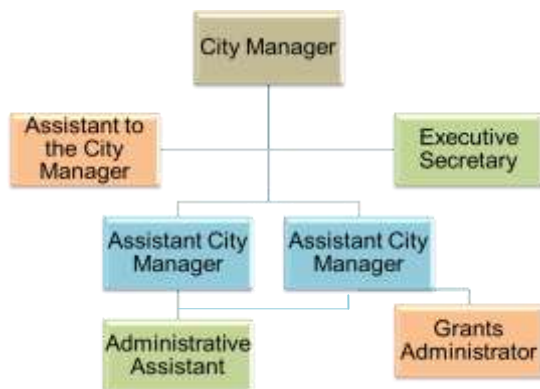 City Manager
Assistant to
the City
Manager
Executive
Secretary
Assistant City
Manager
Assistant City
Manager
Administrative
Assistant
Grants
Administrator